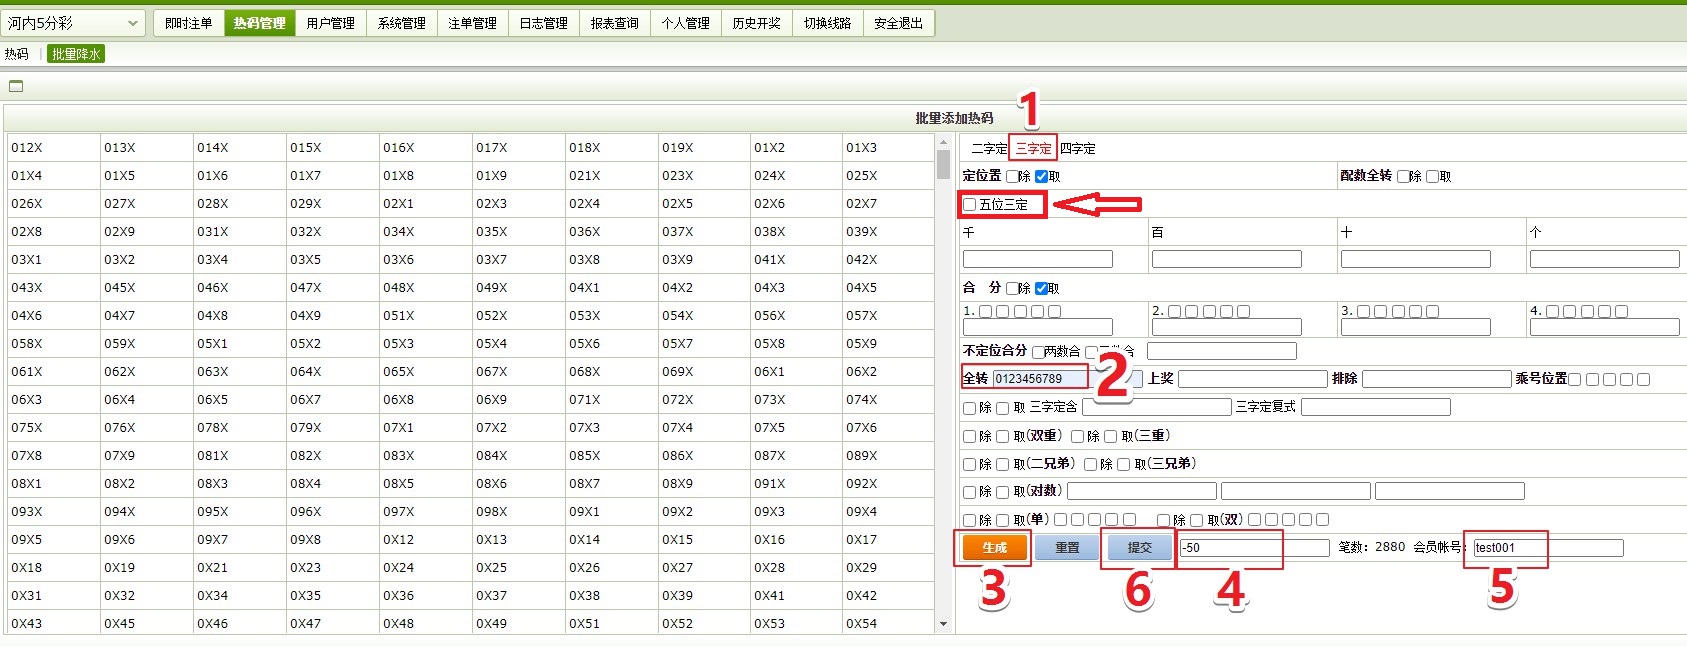 河内5分彩 即时注单 热码管理 用户管理 系统管理 注单管理 日志管理 报表查询 个人管理 历史开奖 切换线路 安全退出
热码 批量降水
批量添加热码
1
012X 013X 014X 015X 016X 017X 018X 019X 01X2 01X3
01X4 01X5 01X6 01X7 01X8 01X9 021X 023X 024X 025X
026X 027X 028X 029X 02X1 02X3 02X4 02X5 02X6 02X7
02X8 02X9 031X 032X 034X 035X 036X 037X 038X 039X
03X1 03X2 03X4 03X5 03X6 03X7 03X8 03X9 041X 042X
043X 045X 046X 047X 048X 049X 04X1 04X2 04X3 04X5
04X6 04X7 04X8 04X9 051X 052X 053X 054X 056X 057X
058X 059X 05X1 05X2 05X3 05X4 05X6 05X7 05X8 05X9
061X 062X 063X 064X 065X 067X 068X 069X 06X1 06X2
06X3 06X4 06X5 06X7 06X8 06X9 071X 072X 073X 074X
075X 076X 078X 079X 07X1 07X2 07X3 07X4 07X5 07X6
07X8 07X9 081X 082X 083X 084X 085X 086X 087X 089X
08X1 08X2 08X3 08X4 08X5 08X6 08X7 08X9 091X 092X
093X 094X 095X 096X 097X 098X 09X1 09X2 09X3 09X4
09X5 09X6 09X7 09X8 0X12 0X13 0X14 0X15 0X16 0X17
0X18 0X19 0X21 0X23 0X24 0X25 0X26 0X27 0X28 0X29
0X31 0X32 0X34 0X35 0X36 0X37 0X38 0X39 0X41 0X42
0X43 0X45 0X46 0X47 0X48 0X49 0X51 0X52 0X53 0X54
二字定 三字定 四字定
定位置 除 取 配数全转 除 取
五位三定
千 百 十 个
合 分 除 取
1. 2. 3. 4.
不定位合分 两数合 合
全转 0123456789 2 上奖 排除 乘号位置
除 取 三字定含 三字定复式
除 取(双重) 除 取(三重)
除 取(二兄弟) 除 取(三兄弟)
除 取(对数)
除 取(单) 除 取(双)
生成 重置 提交 -50 笔数：2880 会员帐号： test001
3 6 4 5